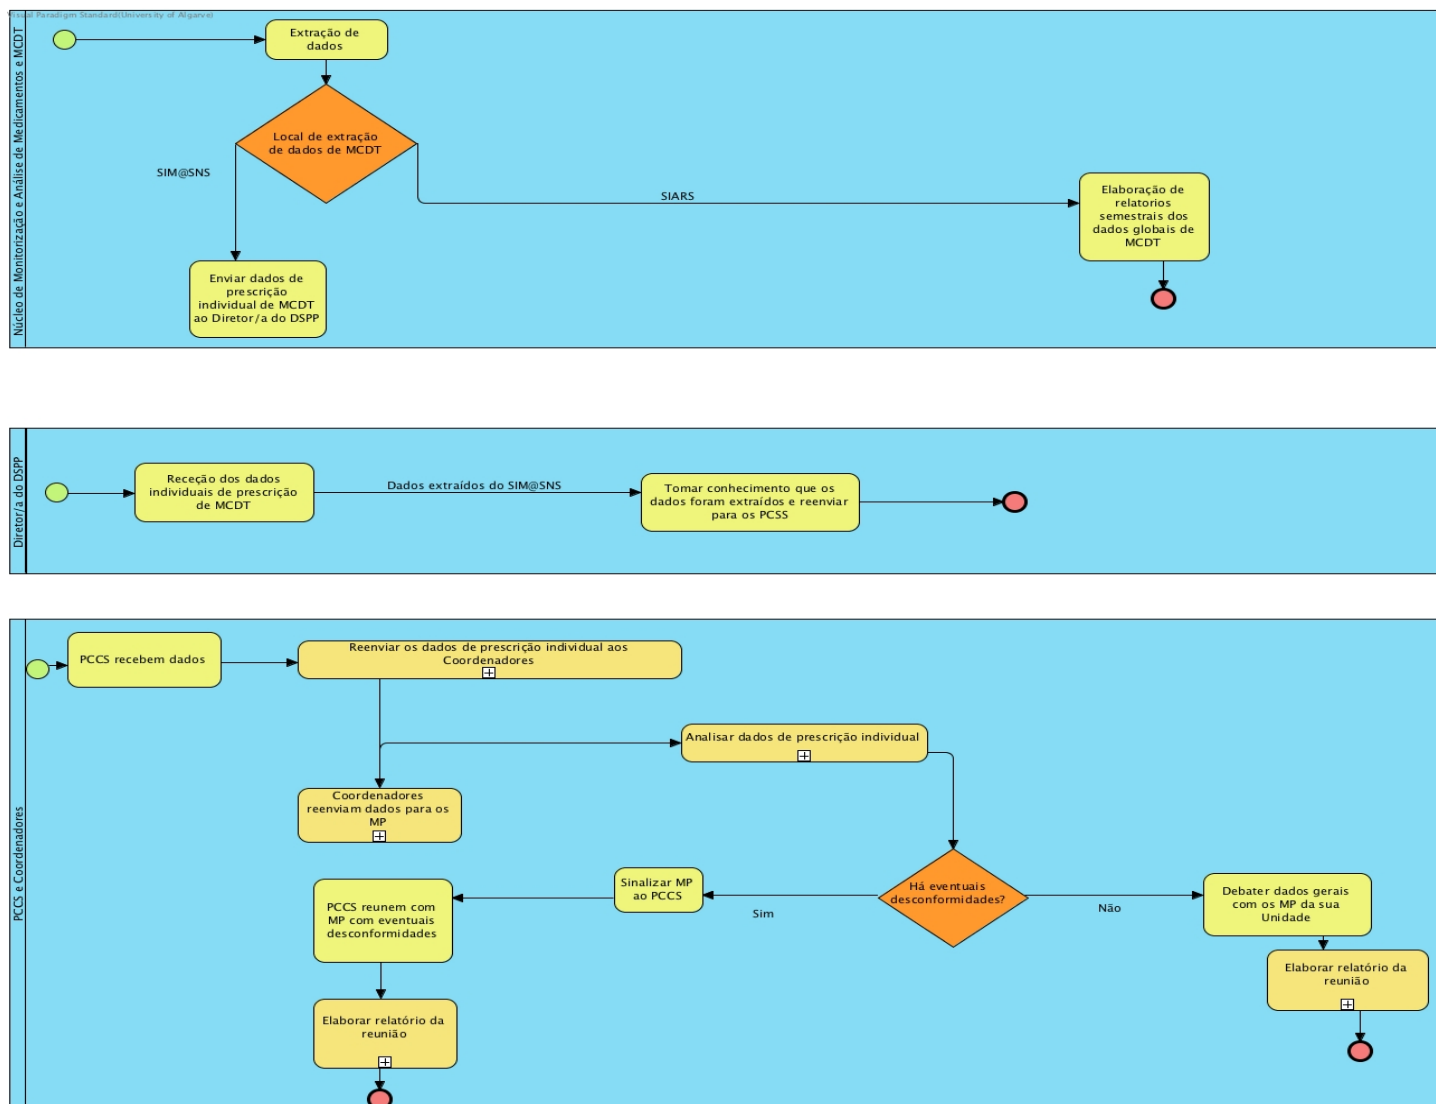 Visual Paradigm Standard(University of Algarve)
Núcleo de Monitorização e Análise de Medicamentos e MCDT
Extração de
dados
Local de extração
de dados de MCDT
SIM@SNS
SIARS
Elaboração de
relatorios
semestrais dos
dados globais de
MCDT
Enviar dados de
prescrição
individual de MCDT
ao Diretor/a do DSPP
Diretor/a do DSPP
Receção dos dados
individuais de prescrição
de MCDT
Dados extraídos do SIM@SNS
Tomar conhecimento que os
dados foram extraídos e reenviar
para os PCSS
PCCS e Coordenadores
PCCS recebem dados
Reenviar os dados de prescrição individual aos
Coordenadores
Analisar dados de prescrição individual
Coordenadores
reenviam dados para os
MP
Há eventuais
desconformidades?
Sim
Não
Sinalizar MP
ao PCCS
PCCS reunem com
MP com eventuais
desconformidades
Debater dados gerais
com os MP da sua
Unidade
Elaborar relatório da
reunião
Elaborar relatório da
reunião